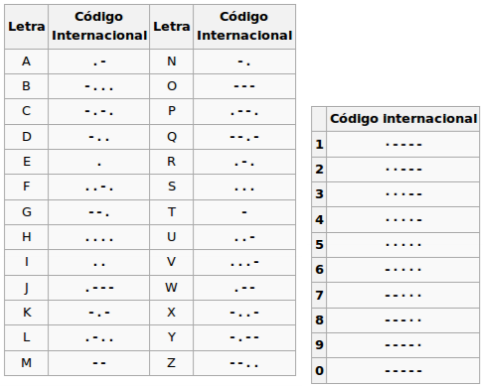 Letra Código Internacional Letra Código Internacional
A .- N -.
B -... O ---
C -.-. P .--.
D -.. Q --.-
E . R .-.
F ..-. S ...
G --. T -
H .... U ..-
I .. V ...-
J .--- W .--
K -.- X -..-
L .-.. Y -.--
M -- Z --..
Código internacional
1 ·----
2 ··---
3 ···--
4 ····-
5 ·····
6 -····
7 --···
8 ---··
9 ----·
0 -----